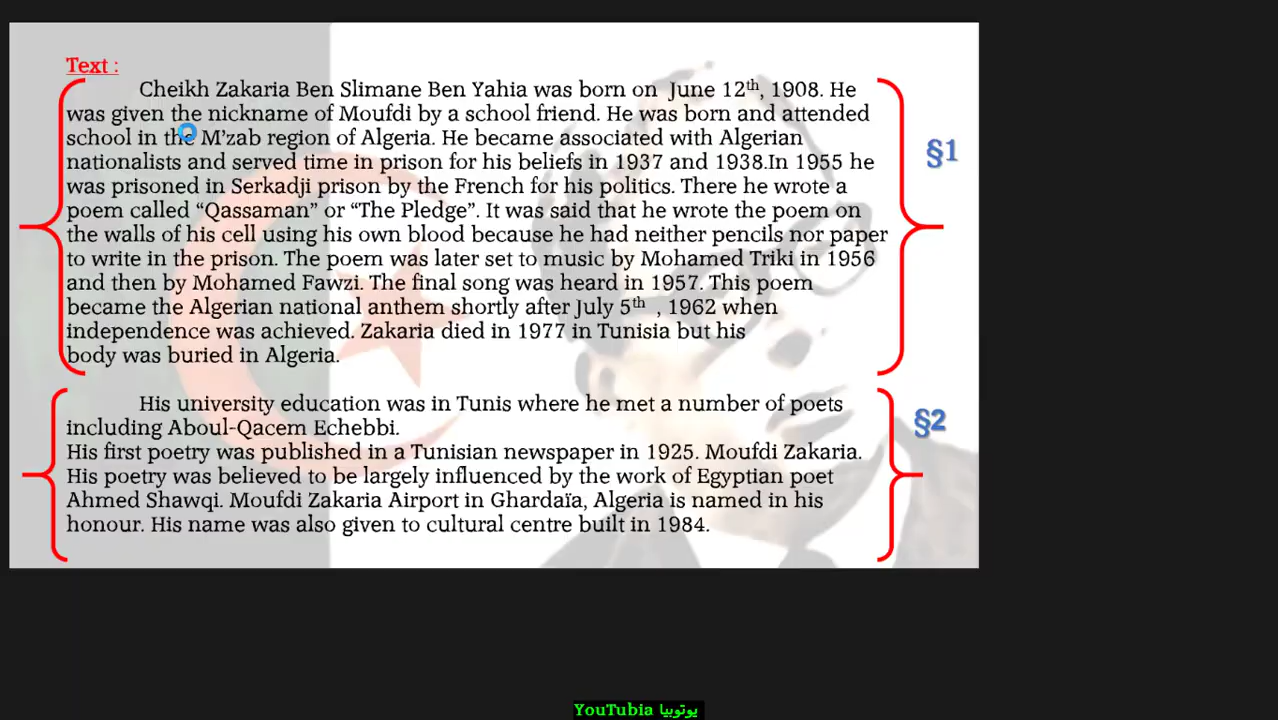 Text :
Cheikh Zakaria Ben Slimane Ben Yahia was born on June 12th, 1908. He
was given the nickname of Moufdi by a school friend. He was born and attended
school in the M'zab region of Algeria. He became associated with Algerian
nationalists and served time in prison for his beliefs in 1937 and 1938.In 1955 he
was prisoned in Serkadji prison by the French for his politics. There he wrote a
poem called “Qassaman” or “The Pledge”. It was said that he wrote the poem on
the walls of his cell using his own blood because he had neither pencils nor paper
to write in the prison. The poem was later set to music by Mohamed Triki in 1956
and then by Mohamed Fawzi. The final song was heard in 1957. This poem
became the Algerian national anthem shortly after July 5th , 1962 when
independence was achieved. Zakaria died in 1977 in Tunisia but his
body was buried in Algeria.
§1
His university education was in Tunis where he met a number of poets
including Aboul-Qacem Echebbi.
His first poetry was published in a Tunisian newspaper in 1925. Moufdi Zakaria.
His poetry was believed to be largely influenced by the work of Egyptian poet
Ahmed Shawqi. Moufdi Zakaria Airport in Ghardaïa, Algeria is named in his
honour. His name was also given to cultural centre built in 1984.
§2
YouTubia يوتوبيا